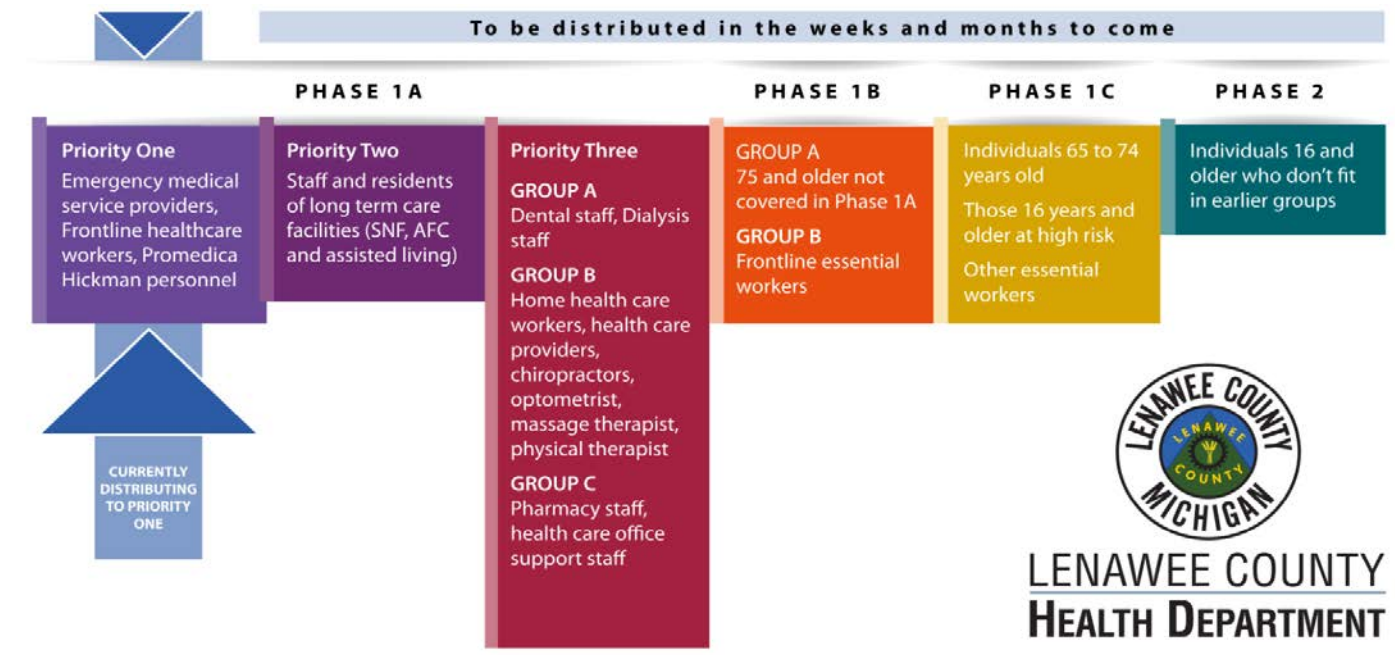 To be distributed in the weeks and months to come
PHASE 1A
PHASE 1B
PHASE 1C
PHASE 2
Priority One
Emergency medical
service providers,
Frontline healthcare
workers, Promedica
Hickman personnel
Priority Two
Staff and residents
of long term care
facilities (SNF, AFC
and assisted living)
Priority Three
GROUP A
Dental staff, Dialysis
staff
GROUP B
Home health care
workers, health care
providers,
chiropractors,
optometrist,
massage therapist,
physical therapist
GROUP C
Pharmacy staff,
health care office
support staff
GROUP A
75 and older not
covered in Phase 1A
GROUP B
Frontline essential
workers
Individuals 65 to 74
years old
Those 16 years and
older at high risk
Other essential
workers
Individuals 16 and
older who don't fit
in earlier groups
CURRENTLY
DISTRIBUTING
TO PRIORITY
ONE
LENAWEE COUNTY
LENAWEE
COUNTY
MICHIGAN
LENAWEE COUNTY
HEALTH DEPARTMENT